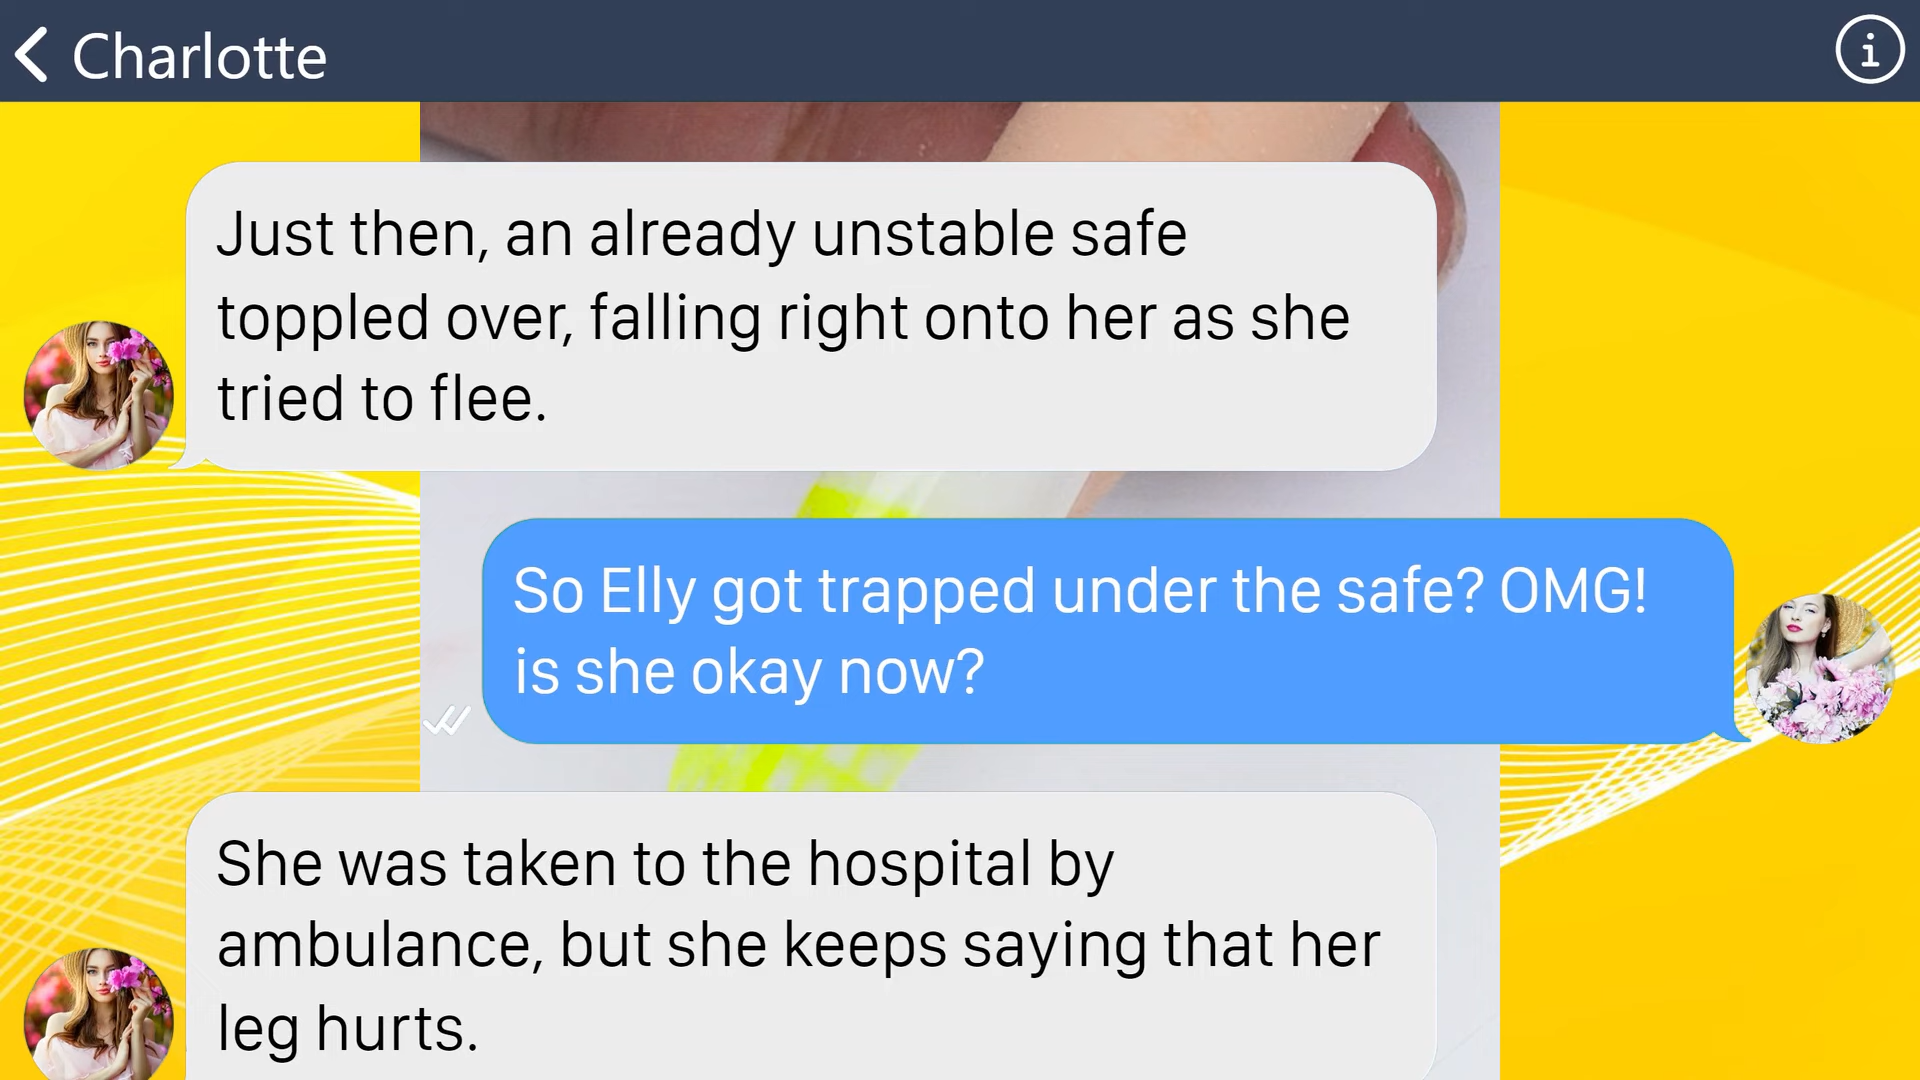 Charlotte
Just then, an already unstable safe
toppled over, falling right onto her as she
tried to flee.
So Elly got trapped under the safe? OMG!
is she okay now?
She was taken to the hospital by
ambulance, but she keeps saying that her
leg hurts.